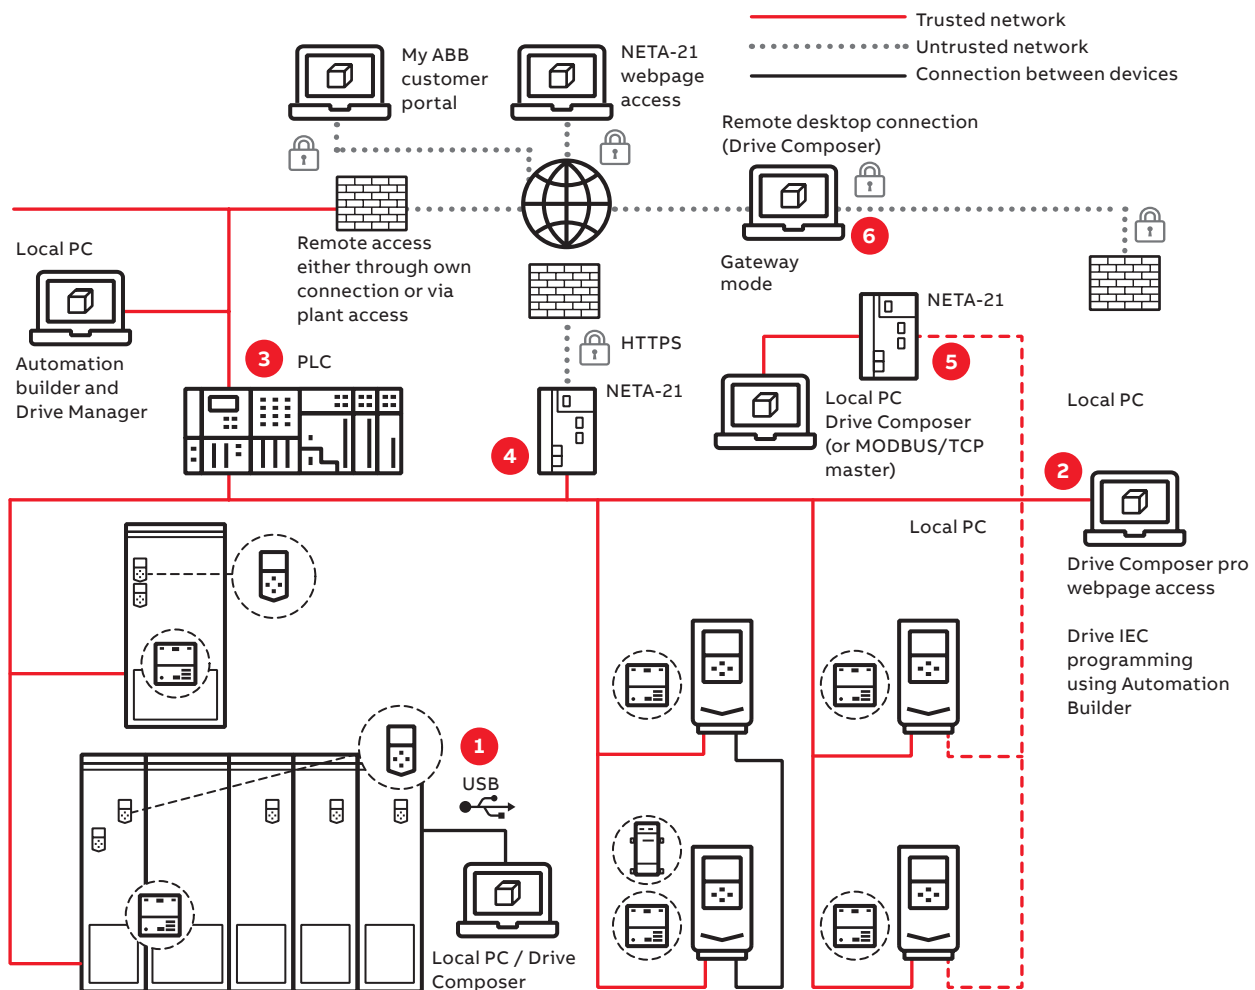 Trusted network
Untrusted network
Connection between devices
My ABB
customer
portal
NETA-21
webpage
access
Remote desktop connection
(Drive Composer)
6
Gateway
mode
Local PC
Remote access
either through own
connection or via
plant access
Automation
builder and
Drive Manager
3
PLC
HTTPS
NETA-21
4
NETA-21
5
Local PC
Drive Composer
(or MODBUS/TCP
master)
Local PC
2
Local PC
Drive Composer pro
webpage access
Drive IEC
programming
using Automation
Builder
1
USB
Local PC / Drive
Composer